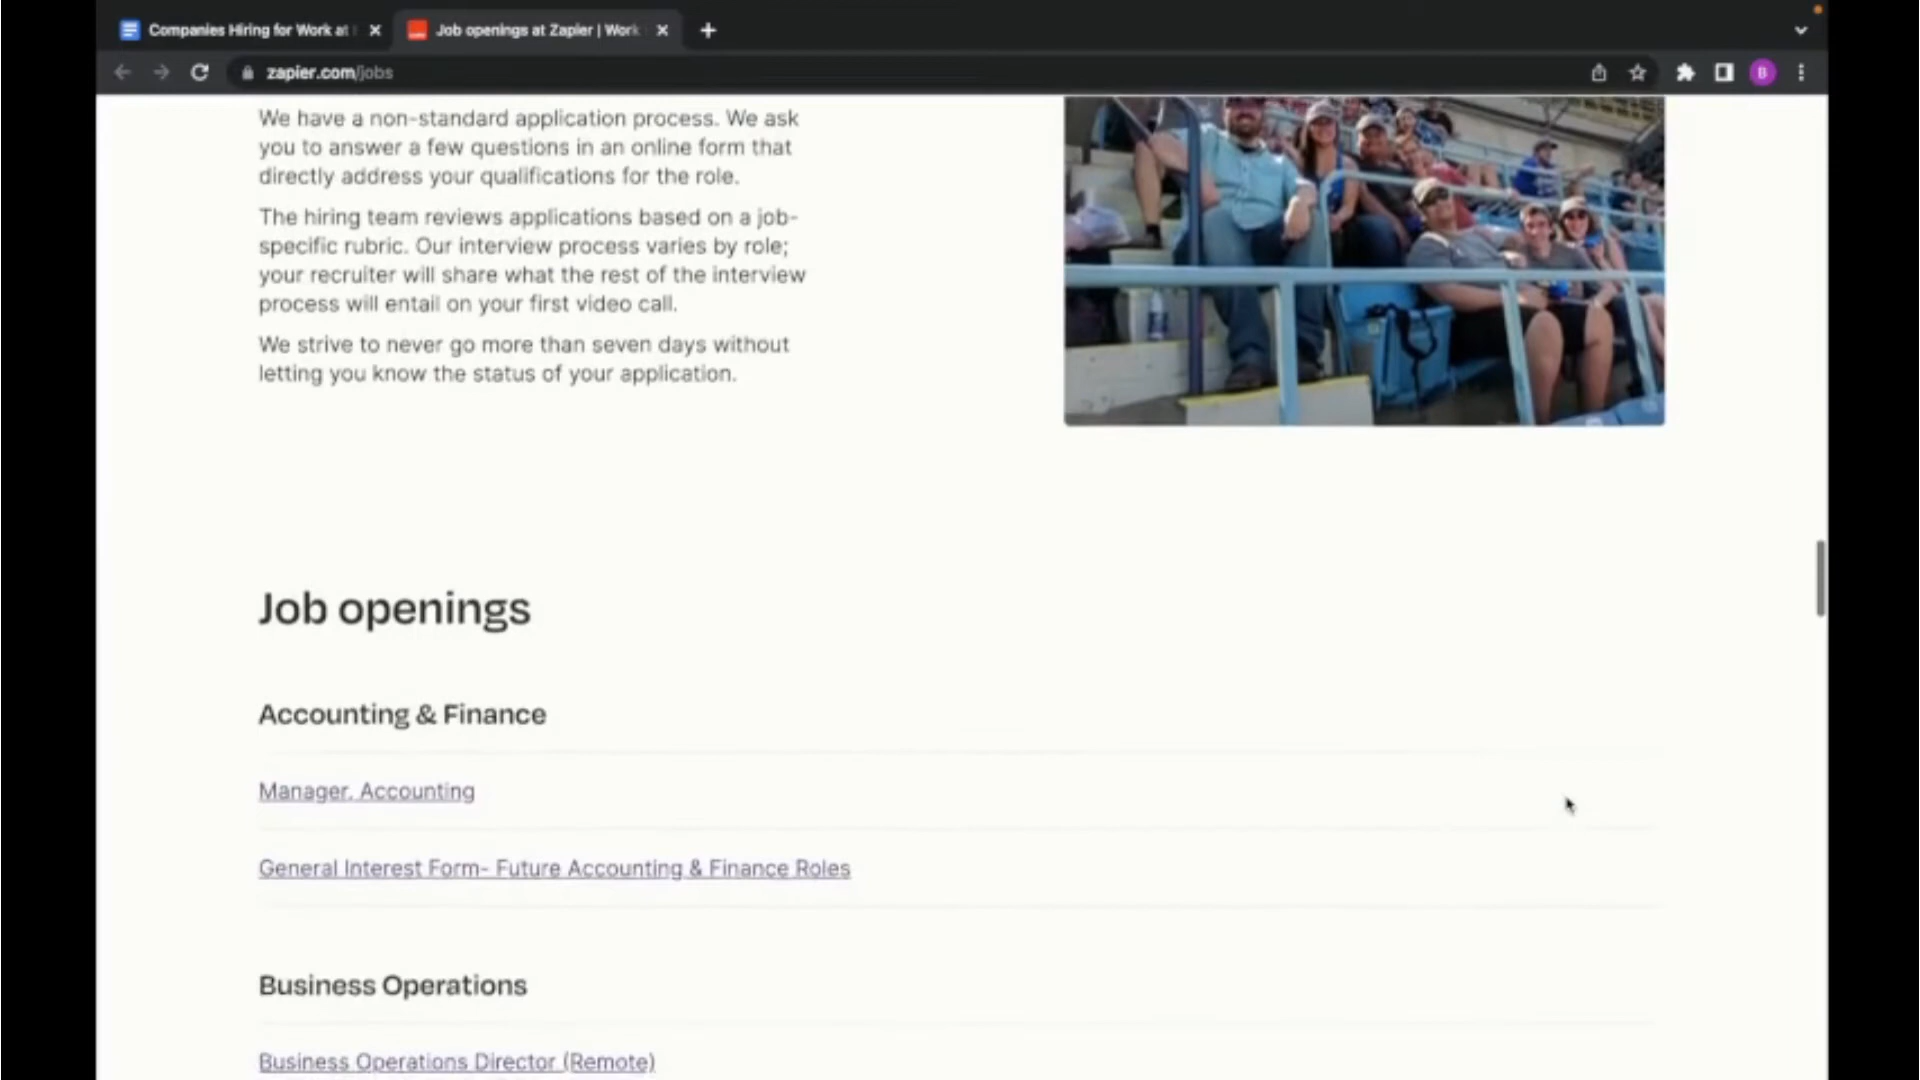 Companies Hiring for Work at
Job openings at Zapier | Work
zapier.com/jobs
B
We have a non-standard application process. We ask
you to answer a few questions in an online form that
directly address your qualifications for the role.
The hiring team reviews applications based on a job-
specific rubric. Our interview process varies by role;
your recruiter will share what the rest of the interview
process will entail on your first video call.
We strive to never go more than seven days without
letting you know the status of your application.
Job openings
Accounting & Finance
Manager, Accounting
General Interest Form- Future Accounting & Finance Roles
Business Operations
Business Operations Director (Remote)